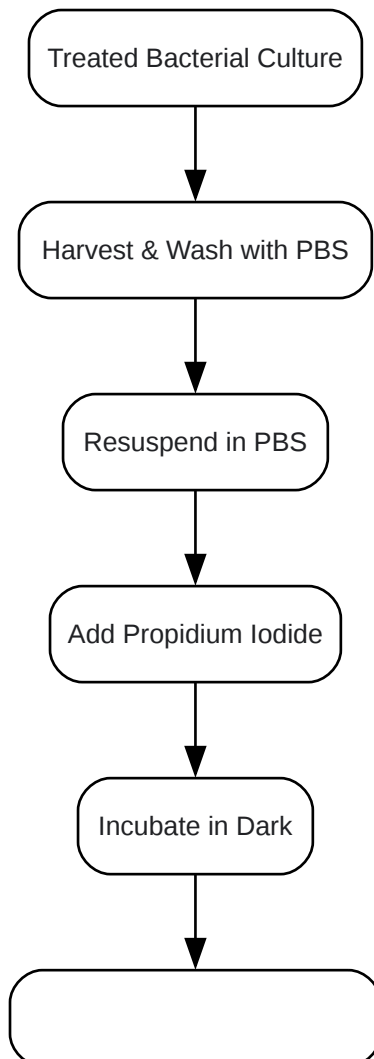 Treated Bacterial Culture
Harvest & Wash with PBS
Resuspend in PBS
Add Propidium Iodide
Incubate in Dark